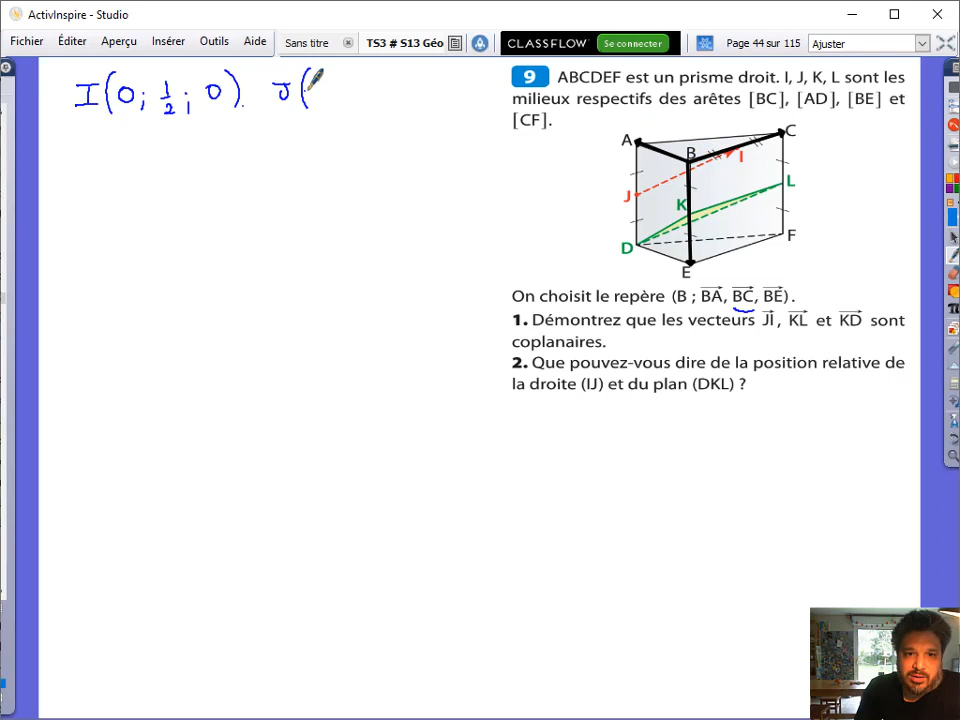 ActivInspire - Studio
Fichier Éditer Aperçu Insérer Outils Aide Sans titre TS3 # S13 Géo CLASSFLOW Se connecter Page 44 sur 115 Ajuster
I(0; 1/2; 0). J(
9 ABCDEF est un prisme droit. I, J, K, L sont les
milieux respectifs des arêtes [BC], [AD], [BE] et
[CF].
A
B
C
I
J
K
L
D
F
E
On choisit le repère (B ; BA, BC, BE).
1. Démontrez que les vecteurs JI, KL et KD sont
coplanaires.
2. Que pouvez-vous dire de la position relative de
la droite (IJ) et du plan (DKL) ?